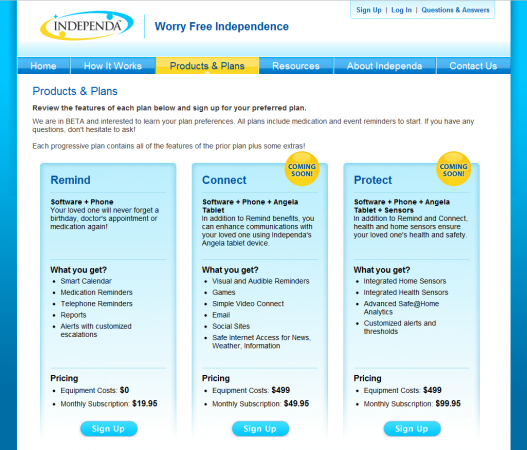 Sign Up | Log In | Questions & Answers
INDEPENDA
Worry Free Independence
Home
How It Works
Products & Plans
Resources
About Independa
Contact Us
Products & Plans
Review the features of each plan below and sign up for your preferred plan.
We are in BETA and interested to learn your plan preferences. All plans include medication and event reminders to start. If you have any
questions, don't hesitate to ask!
Each progressive plan contains all of the features of the prior plan plus some extras!
Remind
Software + Phone
Your loved one will never forget a
birthday, doctor's appointment or
medication again!
What you get?
Smart Calendar
Medication Reminders
Telephone Reminders
Reports
Alerts with customized
escalations
Pricing
Equipment Costs: $0
Monthly Subscription: $19.95
Sign Up
COMING
SOON!
Connect
Software + Phone + Angela
Tablet
In addition to Remind benefits, you
can enhance communications with
your loved one using Independa's
Angela tablet device.
What you get?
Visual and Audible Reminders
Games
Simple Video Connect
Email
Social Sites
Safe Internet Access for News,
Weather, Information
Pricing
Equipment Costs: $499
Monthly Subscription: $49.95
Sign Up
COMING
SOON!
Protect
Software + Phone + Angela
Tablet + Sensors
In addition to Remind and Connect,
health and home sensors ensure
your loved one's health and safety.
What you get?
Integrated Home Sensors
Integrated Health Sensors
Advanced Safe@Home
Analytics
Customized alerts and
thresholds
Pricing
Equipment Costs: $499
Monthly Subscription: $99.95
Sign Up